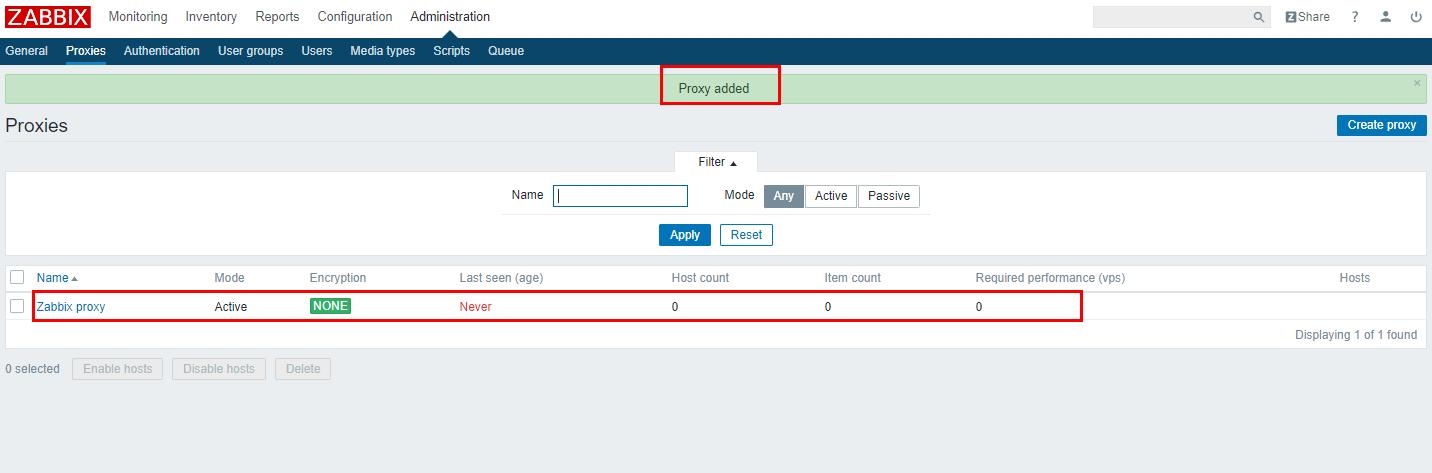 ZABBIX Monitoring Inventory Reports Configuration Administration Z Share ?
General Proxies Authentication User groups Users Media types Scripts Queue
Proxy added ×
Proxies Create proxy
Filter ▲
Name Mode Any Active Passive
Apply Reset
Name ▲ Mode Encryption Last seen (age) Host count Item count Required performance (vps) Hosts
Zabbix proxy Active NONE Never 0 0 0
Displaying 1 of 1 found
0 selected Enable hosts Disable hosts Delete